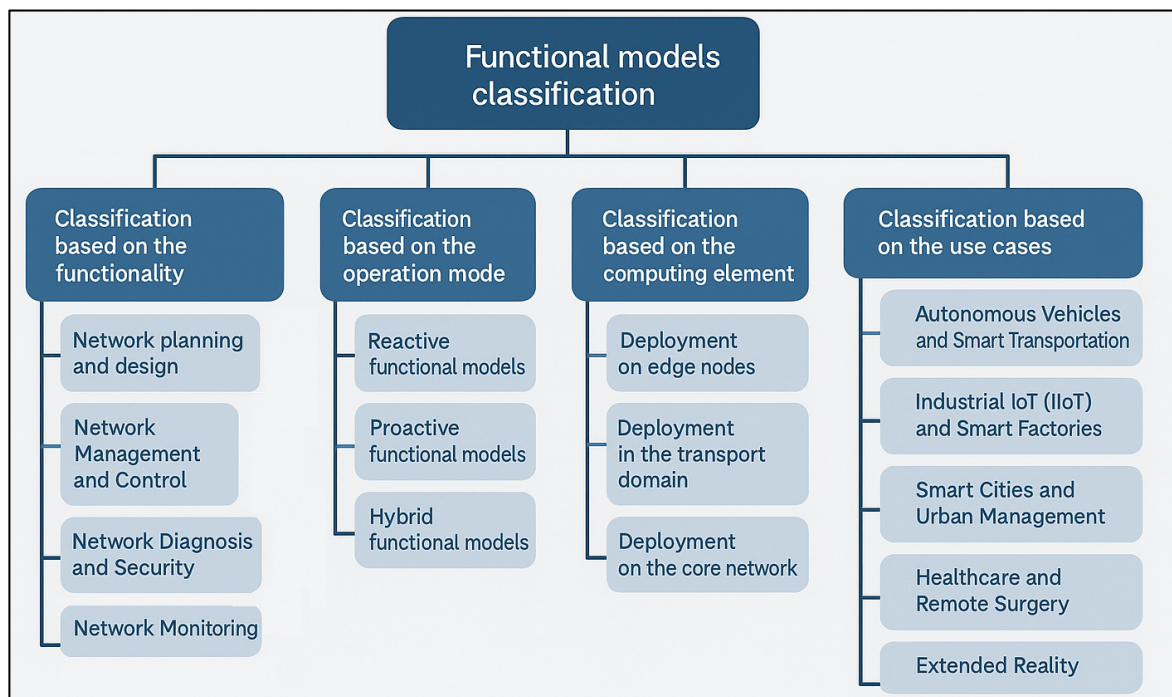 Functional models
classification
Classification
based on the
functionality
Network planning
and design
Network
Management
and Control
Network Diagnosis
and Security
Network Monitoring
Classification
based on the
operation mode
Reactive
functional models
Proactive
functional models
Hybrid
functional models
Classification
based on the
computing element
Deployment
on edge nodes
Deployment
in the transport
domain
Deployment
on the core network
Classification based
on the use cases
Autonomous Vehicles
and Smart Transportation
Industrial IoT (IIoT)
and Smart Factories
Smart Cities and
Urban Management
Healthcare and
Remote Surgery
Extended Reality